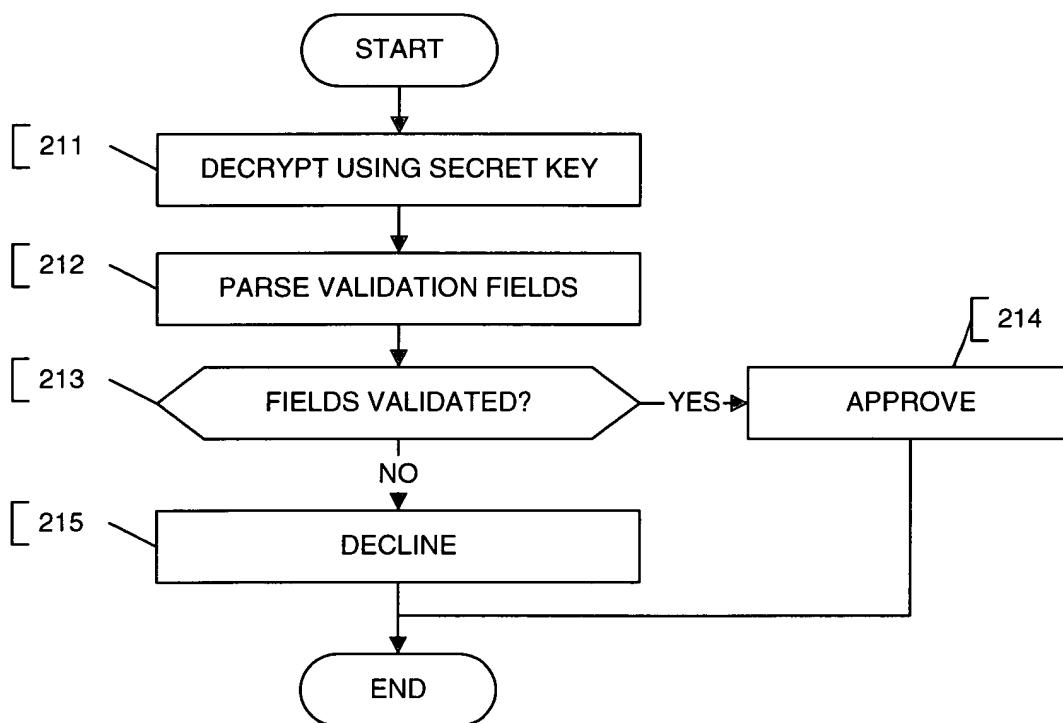 START
211
DECRYPT USING SECRET KEY
212
PARSE VALIDATION FIELDS
214
213
FIELDS VALIDATED?
YES
APPROVE
NO
215
DECLINE
END